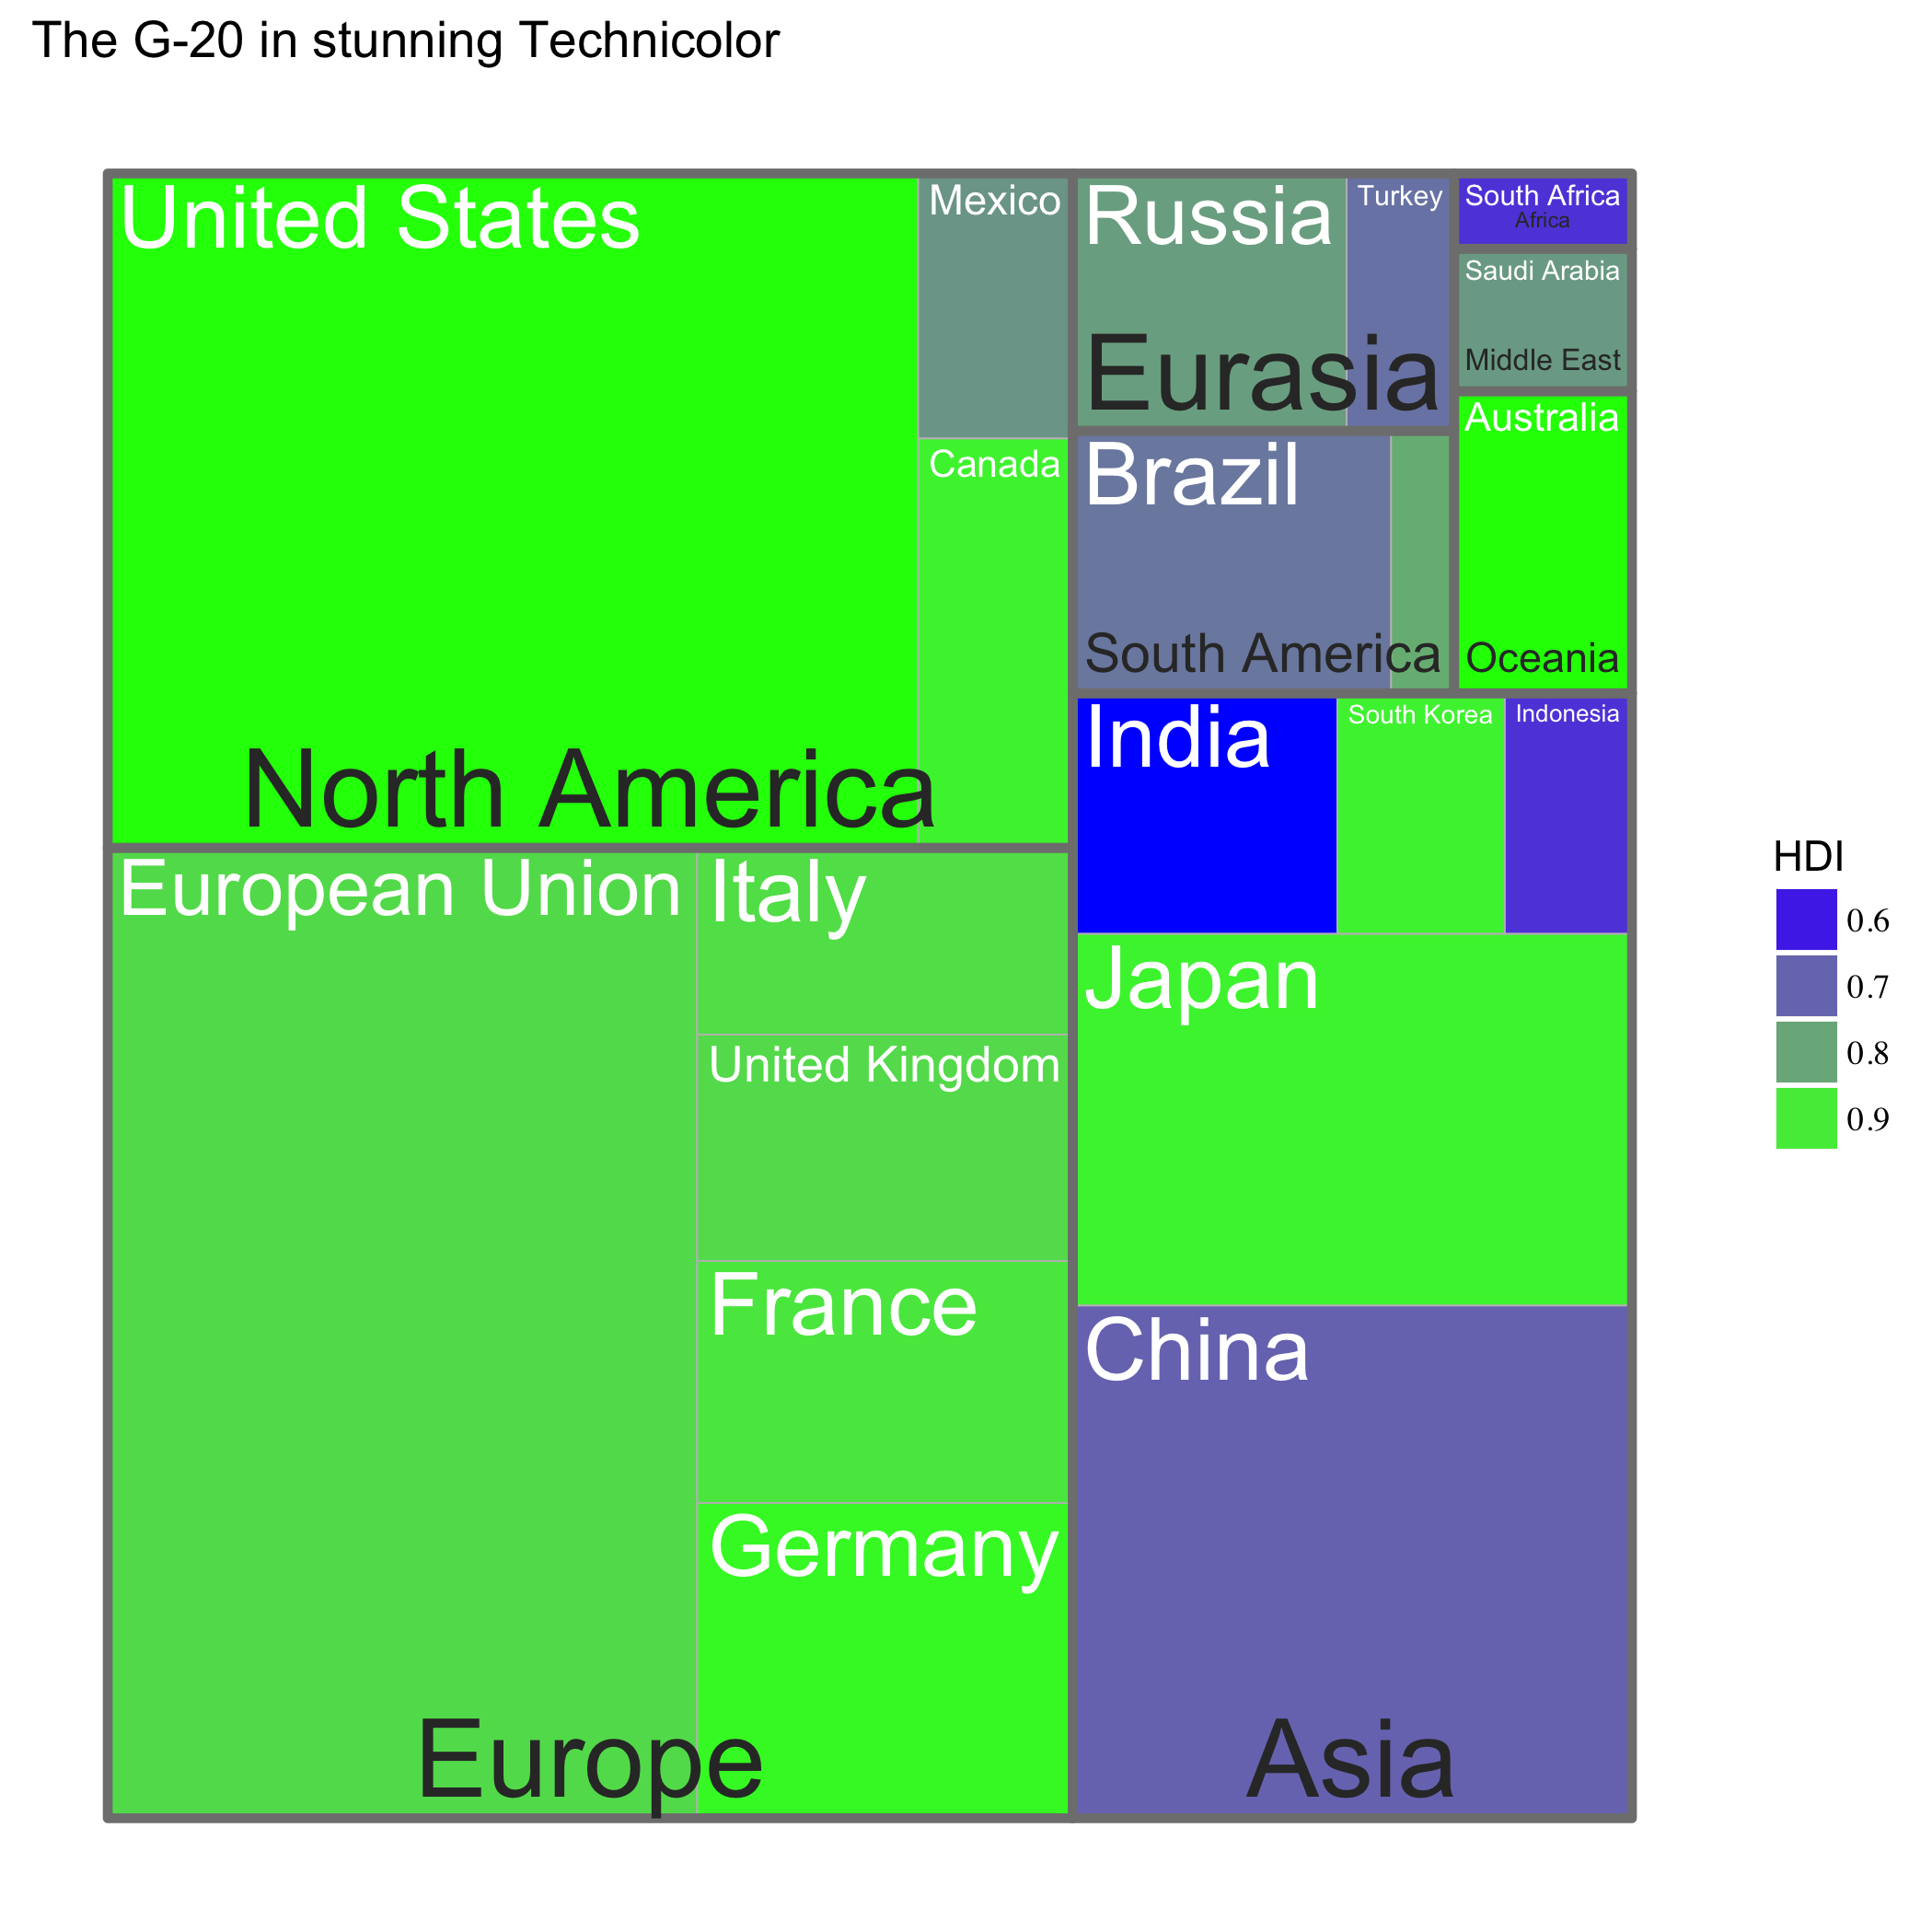 The G-20 in stunning Technicolor
United States
Mexico
Canada
North America
Russia
Turkey
Eurasia
South Africa
Africa
Saudi Arabia
Middle East
Brazil
South America
Australia
Oceania
European Union
Italy
United Kingdom
France
Germany
Europe
India
South Korea
Indonesia
Japan
China
Asia
HDI
0.6
0.7
0.8
0.9